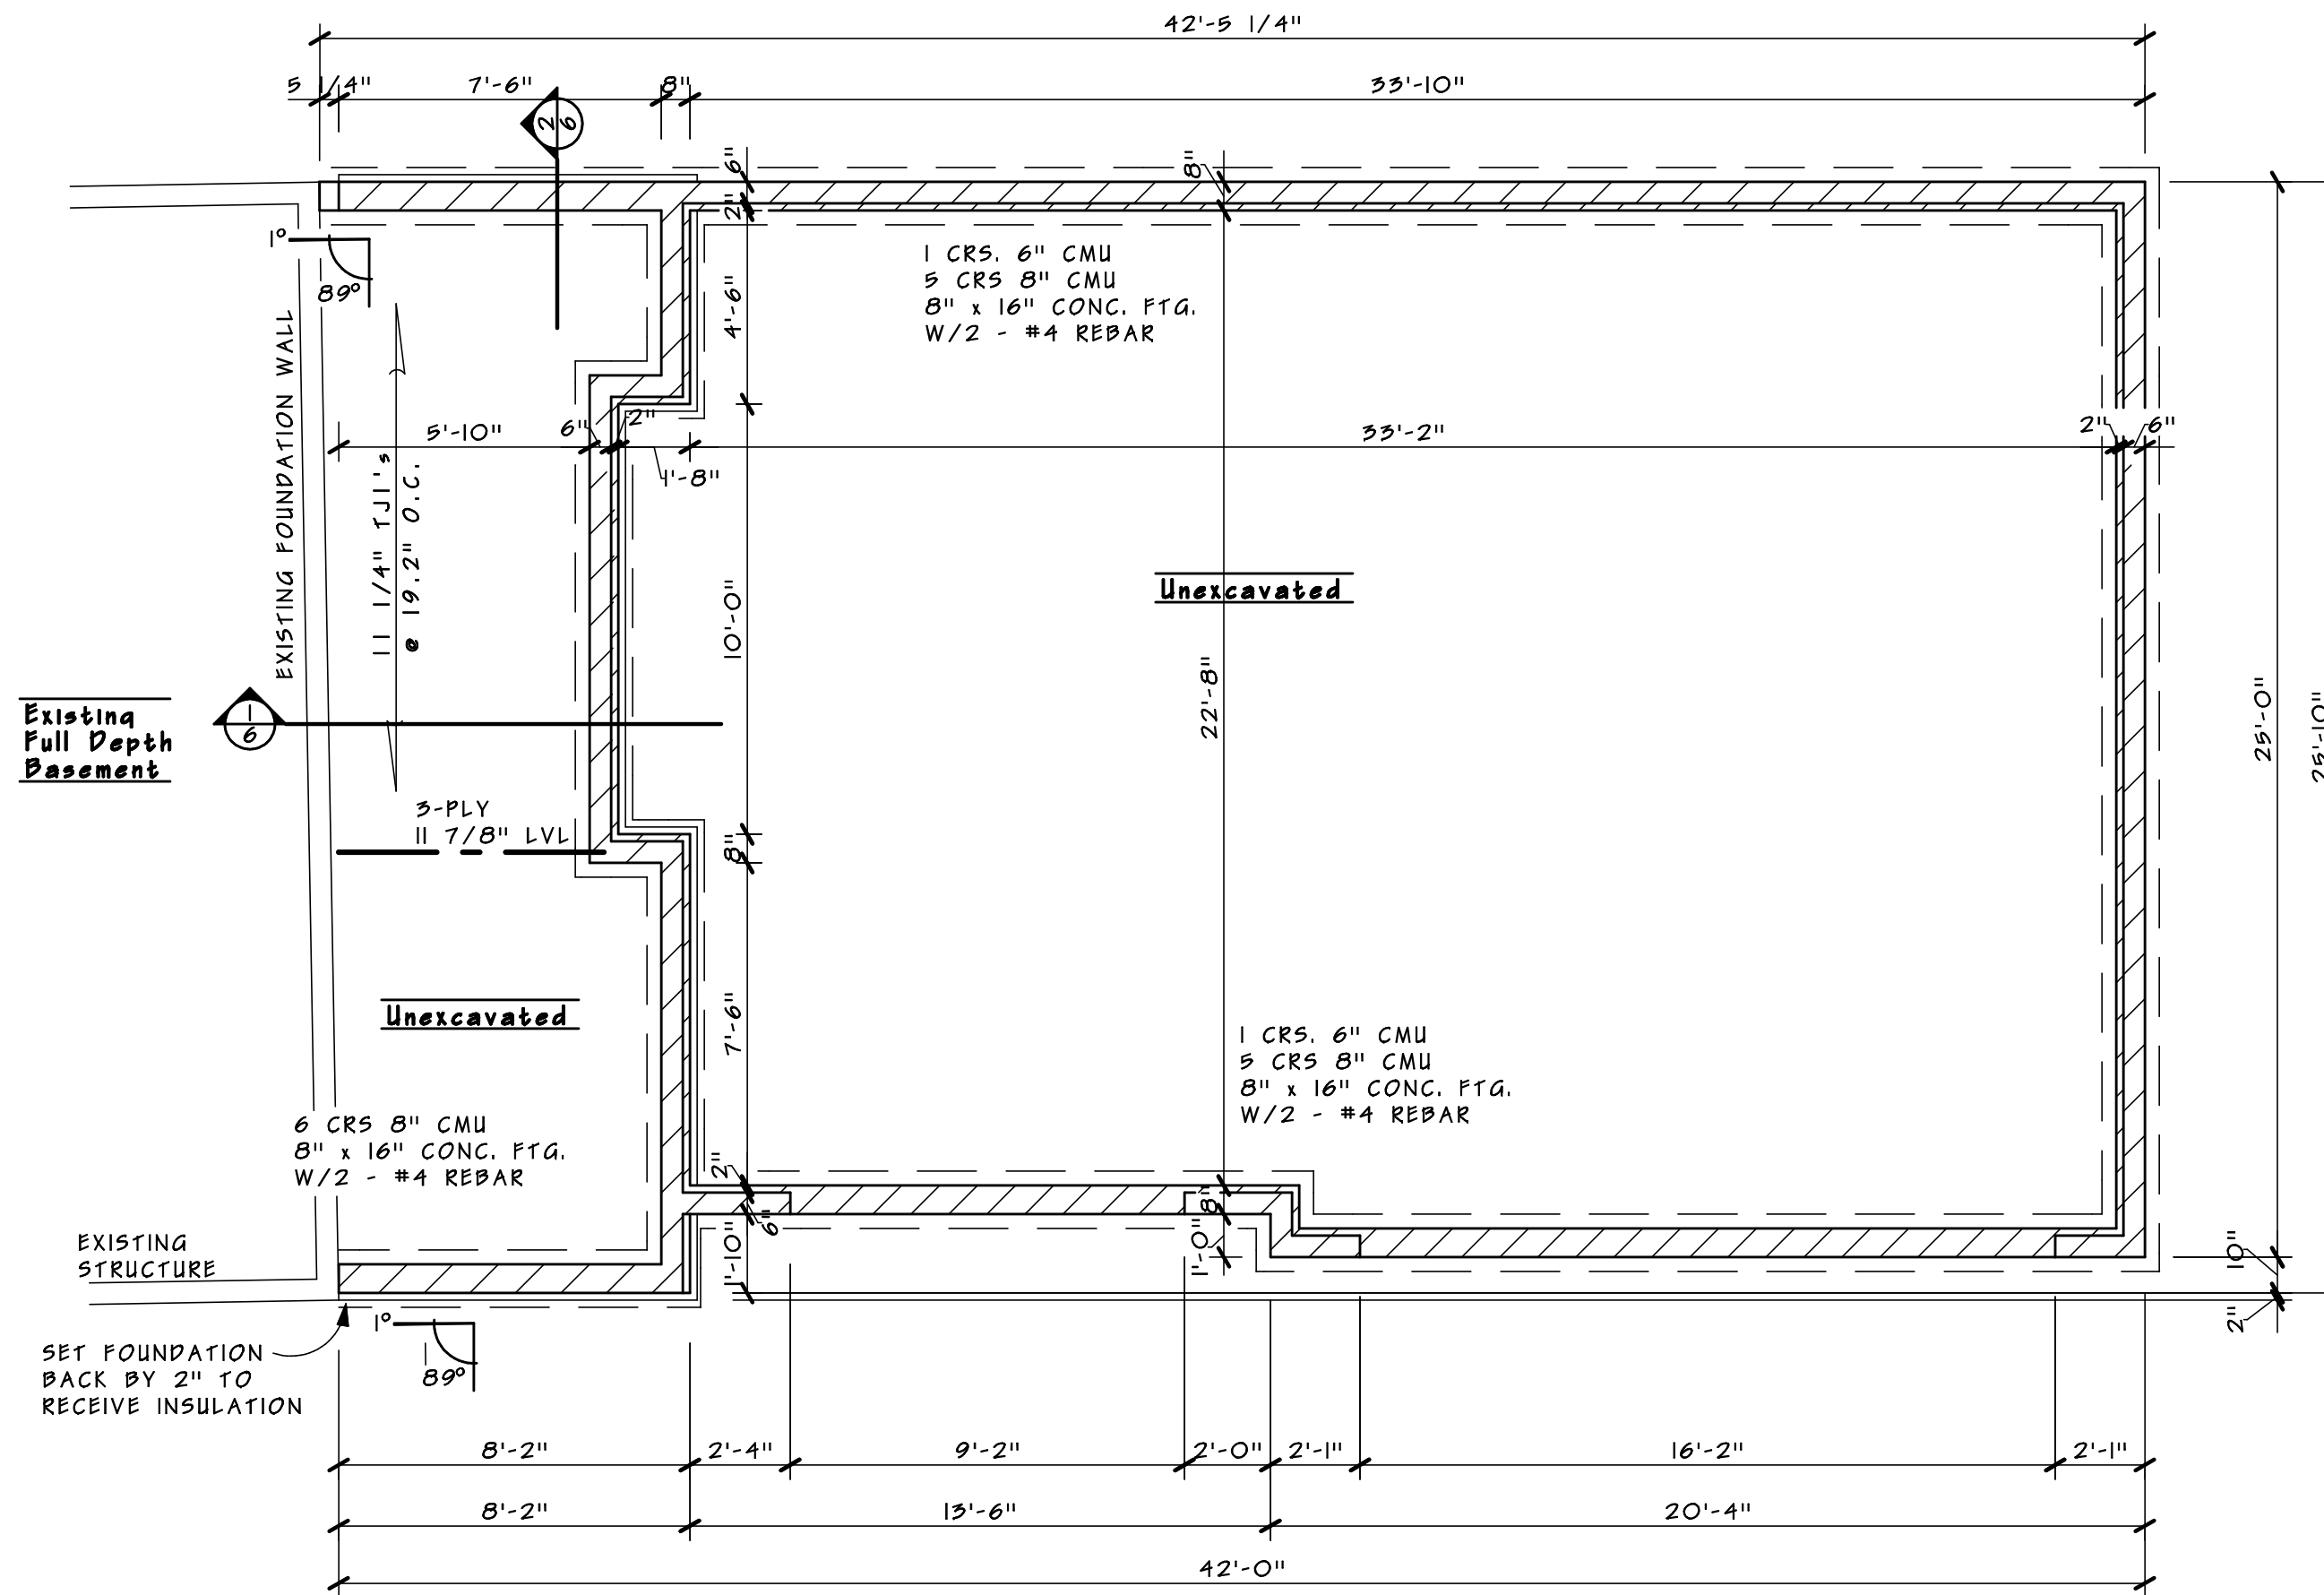 42'-5 1/4"
5 1/4"
7'-6"
8"
33'-10"
2
6
6"
8"
2"
1°
89°
1 CRS. 6" CMU
5 CRS 8" CMU
8" x 16" CONC. FTG.
W/2 - #4 REBAR
4'-6"
EXISTING FOUNDATION WALL
5'-10"
6"
2"
1'-8"
33'-2"
2"
6"
11 1/4" TJI's
@ 19.2" O.C.
10'-0"
Unexcavated
22'-8"
25'-0"
25'-10"
Existing
Full Depth
Basement
1
6
3-PLY
11 7/8" LVL
8"
Unexcavated
7'-6"
1 CRS. 6" CMU
5 CRS 8" CMU
8" x 16" CONC. FTG.
W/2 - #4 REBAR
6 CRS 8" CMU
8" x 16" CONC. FTG.
W/2 - #4 REBAR
2"
6"
8"
1'-10"
1'-0"
10"
2"
EXISTING
STRUCTURE
1°
89°
SET FOUNDATION
BACK BY 2" TO
RECEIVE INSULATION
8'-2"
2'-4"
9'-2"
2'-0"
2'-1"
16'-2"
2'-1"
8'-2"
13'-6"
20'-4"
42'-0"